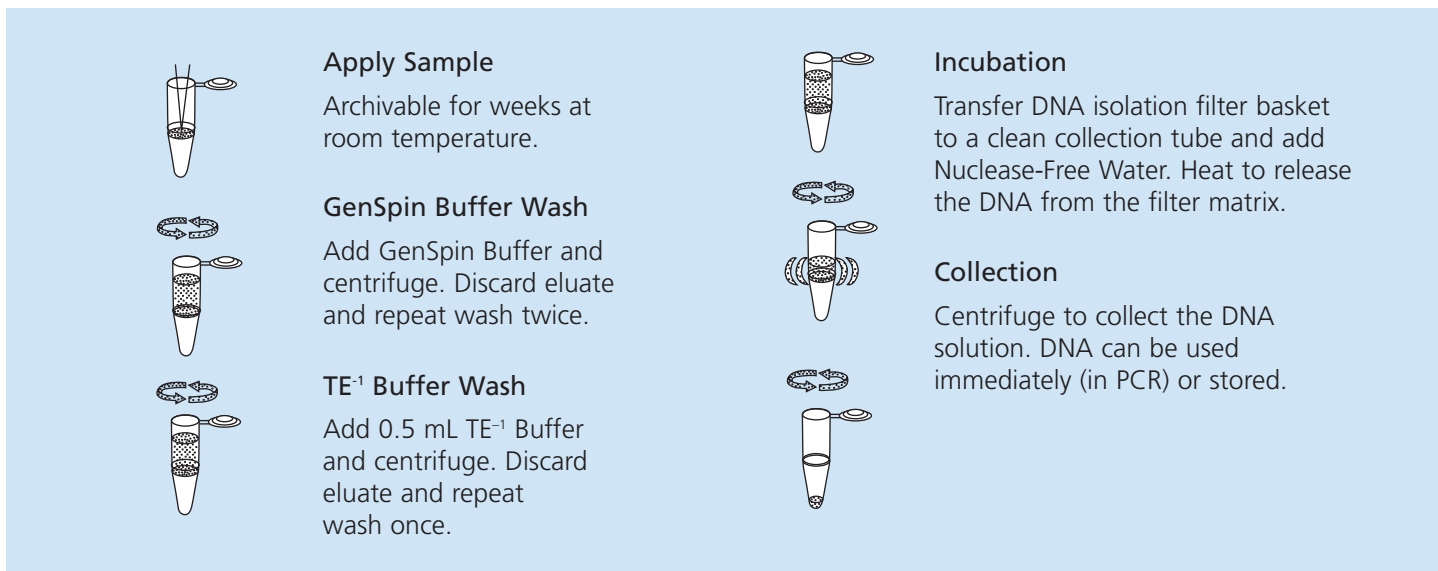 Apply Sample
Archivable for weeks at
room temperature.
GenSpin Buffer Wash
Add GenSpin Buffer and
centrifuge. Discard eluate
and repeat wash twice.
TE⁻¹ Buffer Wash
Add 0.5 mL TE⁻¹ Buffer
and centrifuge. Discard
eluate and repeat
wash once.
Incubation
Transfer DNA isolation filter basket
to a clean collection tube and add
Nuclease-Free Water. Heat to release
the DNA from the filter matrix.
Collection
Centrifuge to collect the DNA
solution. DNA can be used
immediately (in PCR) or stored.